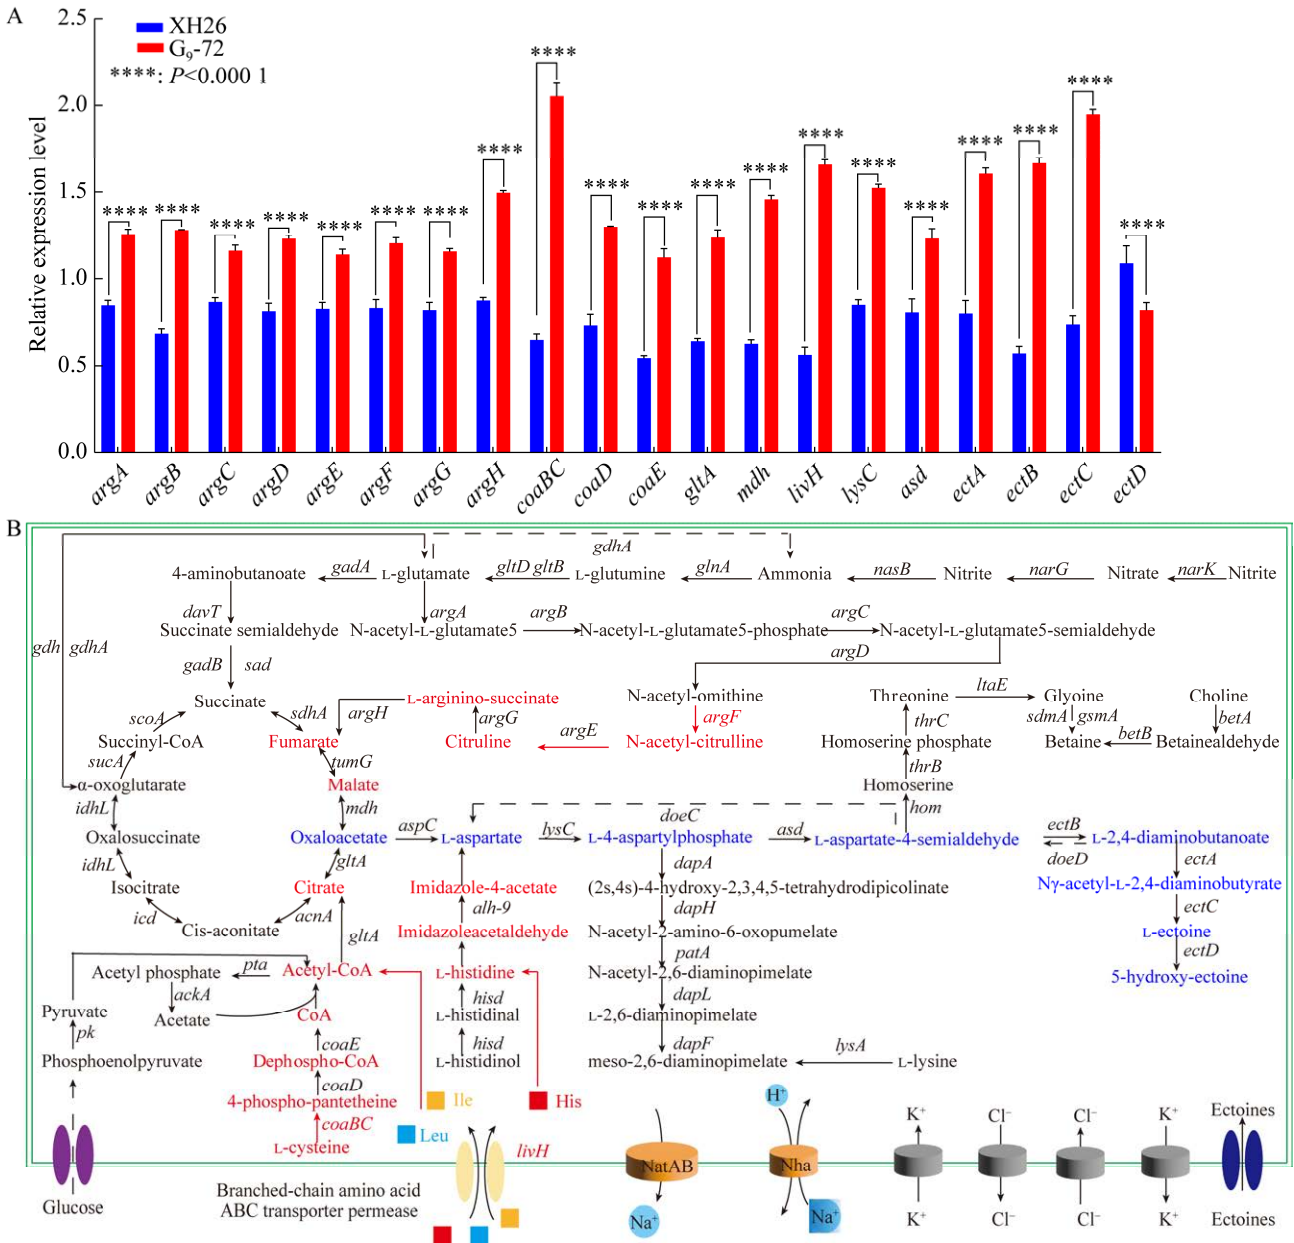 A
2.5
XH26
G₉-72
****: P<0.000 1
2.0
1.5
1.0
0.5
0.0
Relative expression level
**** **** **** **** **** **** **** **** **** **** **** **** **** **** **** **** **** **** **** ****
argA argB argC argD argE argF argG argH coaBC coaD coaE gltA mdh livH lysC asd ectA ectB ectC ectD
B
gdhA
4-aminobutanoate gadA L-glutamate gltD gltB L-glutumine glnA Ammonia nasB Nitrite narG Nitrate narK Nitrite
davT argA argB argC
Succinate semialdehyde N-acetyl-L-glutamate5 N-acetyl-L-glutamate5-phosphate N-acetyl-L-glutamate5-semialdehyde
gdh gdhA gadB sad argD
Succinate L-arginino-succinate N-acetyl-ornithine Threonine ltaE Glyoine Choline
scoA sdhA argH argG argF thrC sdmA gsmA betA
Succinyl-CoA Fumarate Citruline argE N-acetyl-citrulline Homoserine phosphate Betaine betB Betainealdehyde
sucA tumG thrB
α-oxoglutarate Malate Homoserine
idhL mdh doeC hom
Oxalosuccinate Oxaloacetate aspC L-aspartate lysC L-4-aspartylphosphate asd L-aspartate-4-semialdehyde ectB L-2,4-diaminobutanoate
idhL gltA dapA doeD ectA
Isocitrate Citrate Imidazole-4-acetate (2s,4s)-4-hydroxy-2,3,4,5-tetrahydrodipicolinate Nγ-acetyl-L-2,4-diaminobutyrate
icd acnA alh-9 dapH ectC
Cis-aconitate gltA Imidazoleacetaldehyde N-acetyl-2-amino-6-oxopumelate L-ectoine
patA ectD
Acetyl phosphate pta Acetyl-CoA L-histidine N-acetyl-2,6-diaminopimelate 5-hydroxy-ectoine
ackA hisd dapL
Pyruvate Acetate CoA L-histidinal L-2,6-diaminopimelate
pk coaE hisd dapF lysA
Phosphoenolpyruvate Dephospho-CoA L-histidinol meso-2,6-diaminopimelate L-lysine
coaD
4-phospho-pantetheine Ile His H⁺ K⁺ Cl⁻ Cl⁻ K⁺ Ectoines
coaBC Leu
L-cysteine livH NatAB Nha
Glucose
Branched-chain amino acid
ABC transporter permease
Na⁺ Na⁺ K⁺ Cl⁻ Cl⁻ K⁺ Ectoines